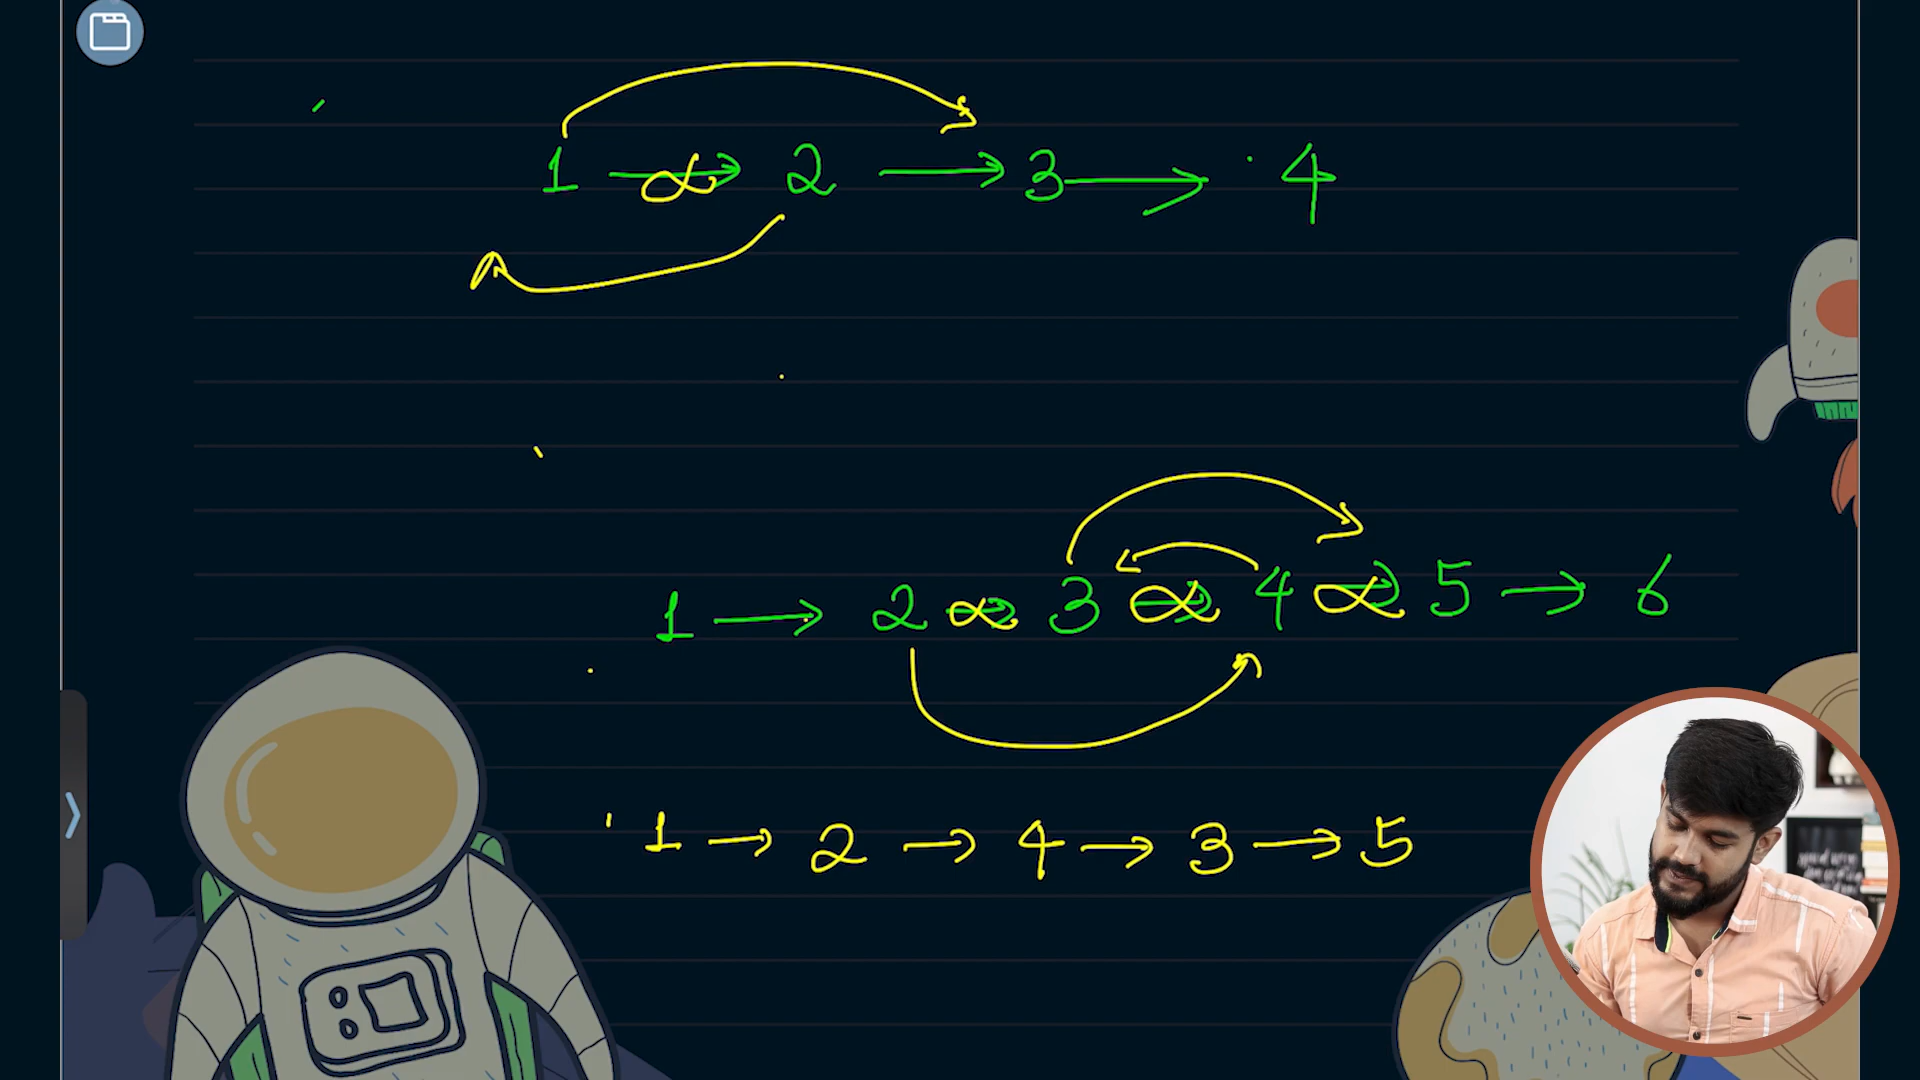 1 → 2 → 3 → 4
1 → 2 → 3 → 4 → 5 → 6
1 → 2 → 4 → 3 → 5